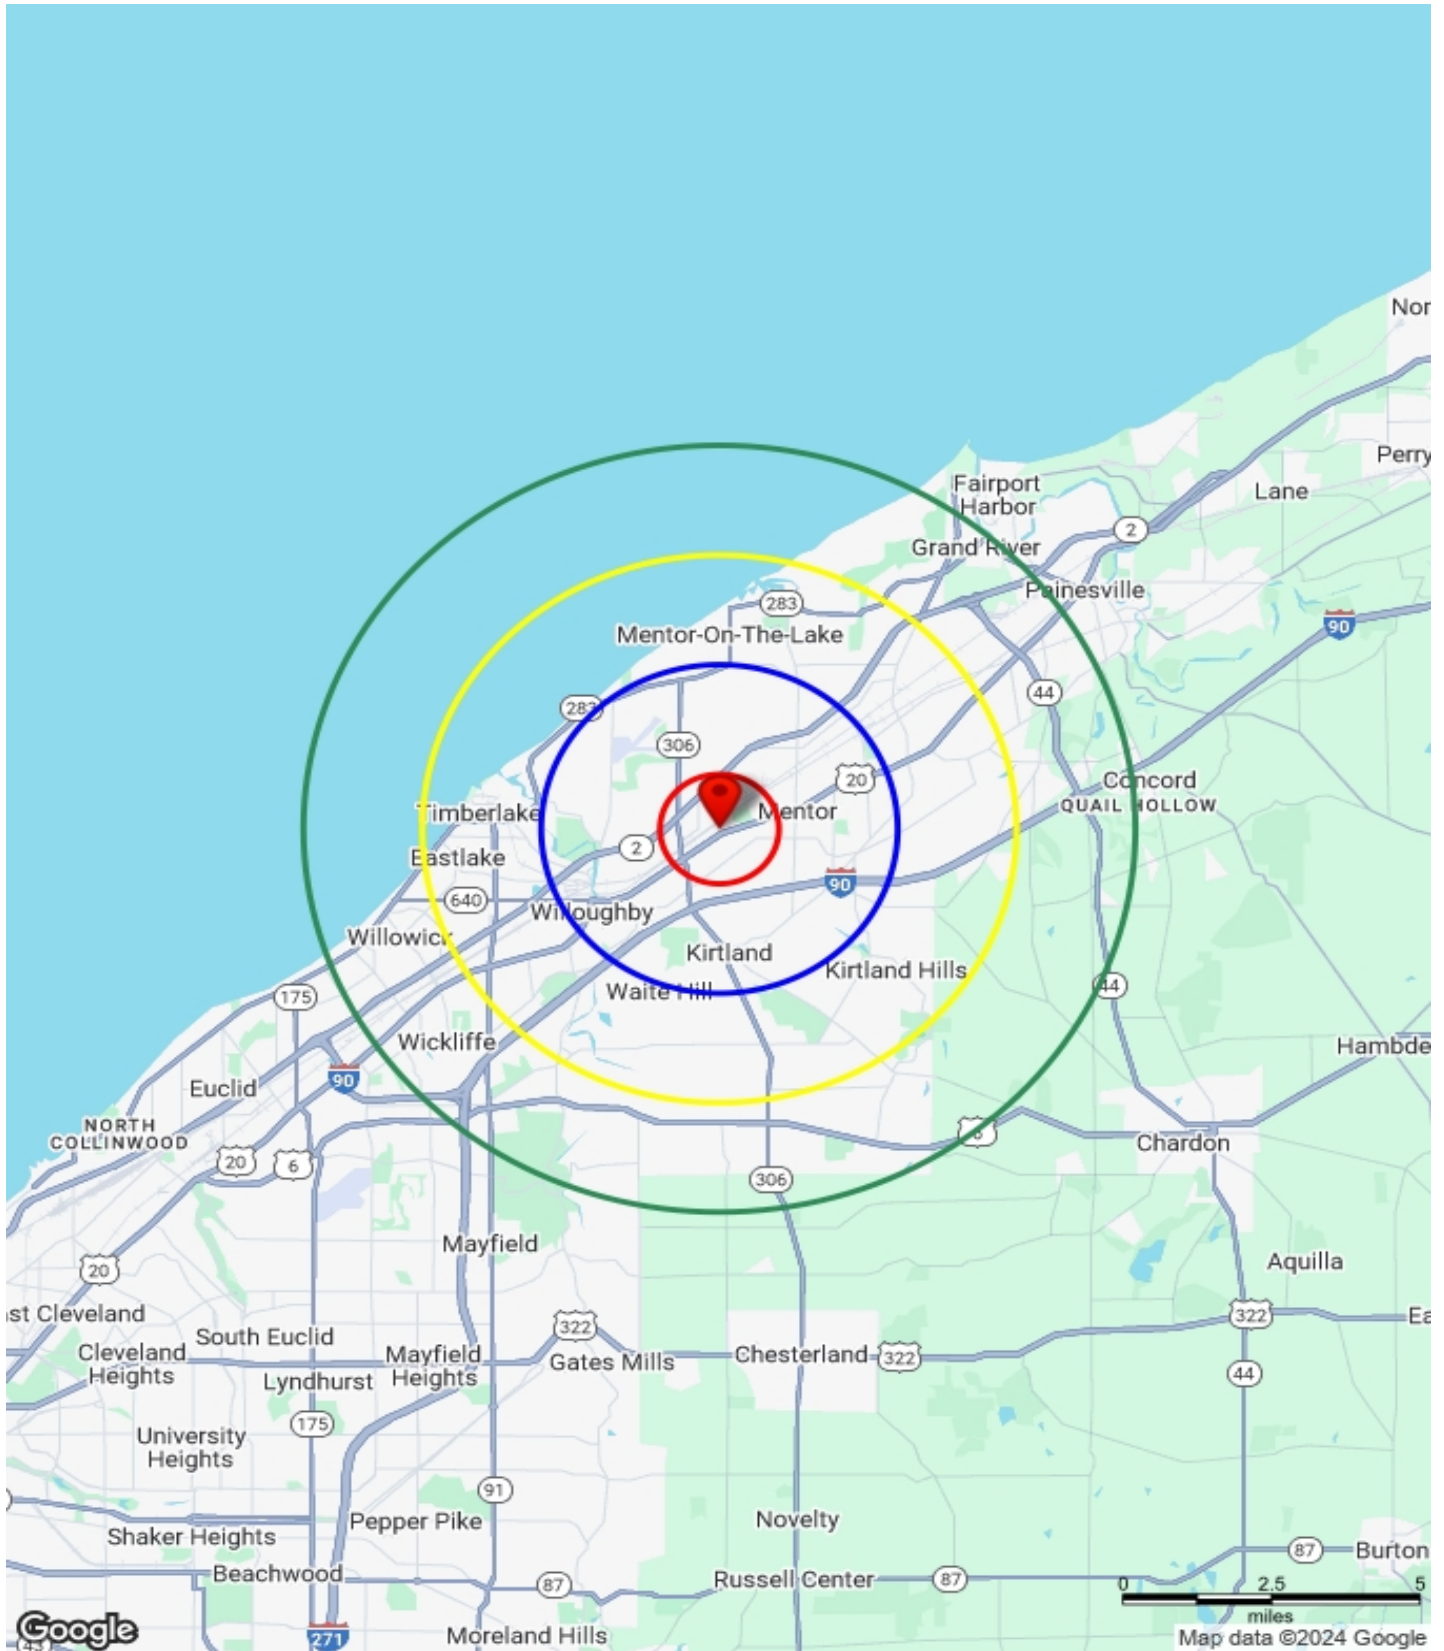 Nor
Perry
Fairport
Harbor
Lane
2
Grand River
Painesville
283
90
Mentor-On-The-Lake
44
283
306
20
Concord
QUAIL HOLLOW
Timberlake
Mentor
2
Eastlake
90
640
Willoughby
Willowick
Kirtland
Kirtland Hills
Waite Hill
44
175
Wickliffe
Hambde
90
Euclid
NORTH
COLLINWOOD
6
Chardon
20
6
306
Mayfield
Aquilla
20
st Cleveland
322
322
Ea
South Euclid
Cleveland
Heights
Mayfield
Heights
Gates Mills
Chesterland
322
Lyndhurst
44
175
University
Heights
91
Pepper Pike
Novelty
Shaker Heights
87
Burton
Beachwood
87
Russell Center
87
0 2.5 5
miles
Google
43
271
Moreland Hills
Map data ©2024 Google